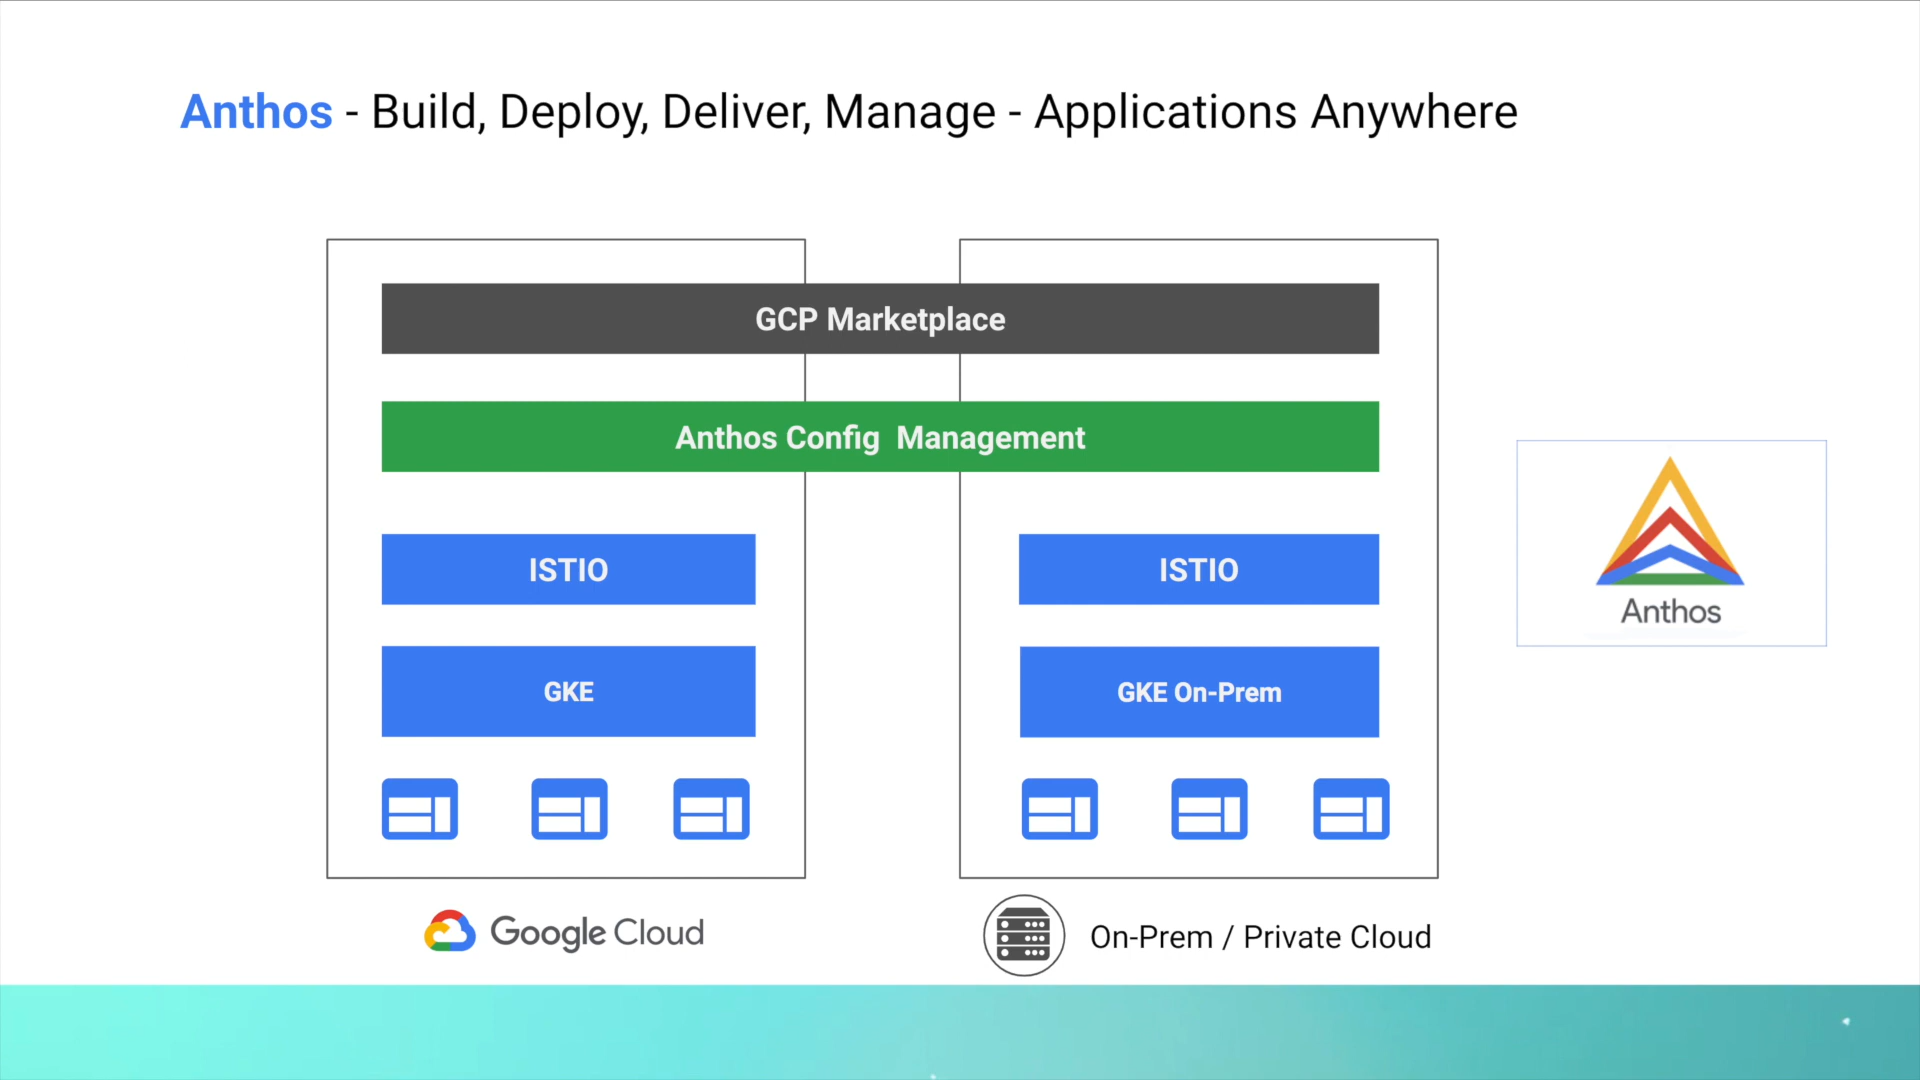 Anthos - Build, Deploy, Deliver, Manage - Applications Anywhere
GCP Marketplace
Anthos Config  Management
ISTIO
ISTIO
GKE
GKE On-Prem
Anthos
Google Cloud
On-Prem / Private Cloud